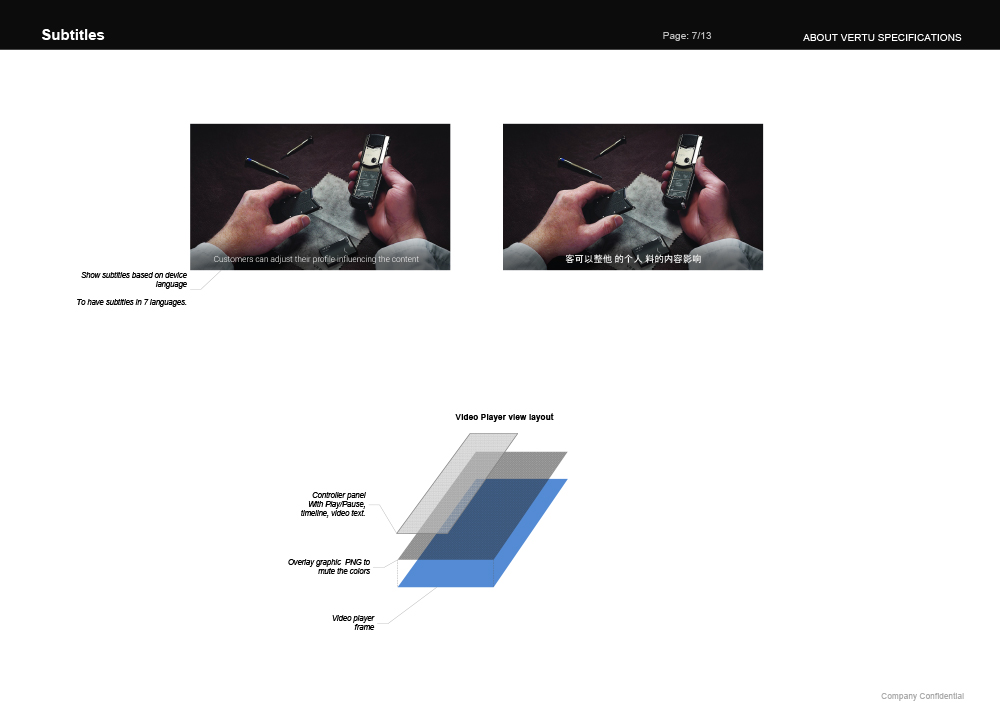 Subtitles
Page: 7/13
ABOUT VERTU SPECIFICATIONS
Customers can adjust their profile influencing the content
客可以整他 的个人 料的内容影响
Show subtitles based on device
language
To have subtitles in 7 languages.
Video Player view layout
Controller panel
With Play/Pause,
timeline, video text.
Overlay graphic  PNG to
mute the colors
Video player
frame
Company Confidential